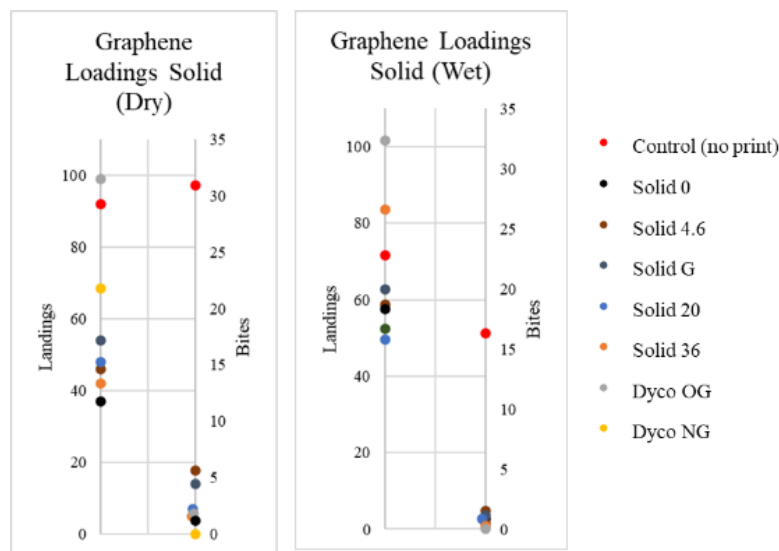 Graphene
Loadings Solid
(Dry)
35
100
30
80
25
20
60
Landings
Bites
15
40
10
20
5
0
0
Graphene Loadings
Solid (Wet)
35
100
30
80
25
20
60
Landings
Bites
15
40
10
20
5
0
0
Control (no print)
Solid 0
Solid 4.6
Solid G
Solid 20
Solid 36
Dyco OG
Dyco NG